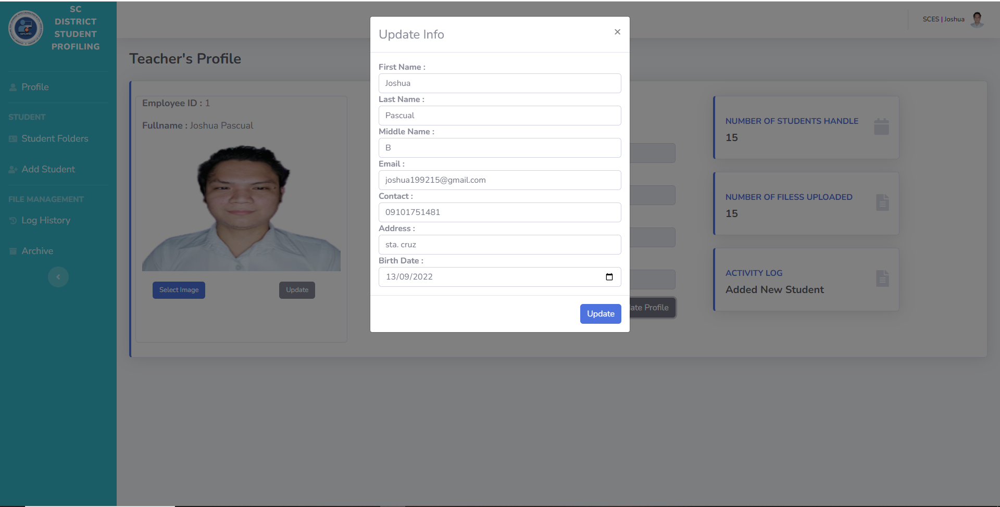 SC
DISTRICT
STUDENT
PROFILING
Profile
STUDENT
Student Folders
Add Student
FILE MANAGEMENT
Log History
Archive
SCES | Joshua
Teacher's Profile
Employee ID : 1
Fullname : Joshua Pascual
Select Image
Update
Update Info
×
First Name :
Joshua
Last Name :
Pascual
Middle Name :
B
Email :
joshua199215@gmail.com
Contact :
09101751481
Address :
sta. cruz
Birth Date :
13/09/2022
Update
ate Profile
NUMBER OF STUDENTS HANDLE
15
NUMBER OF FILESS UPLOADED
15
ACTIVITY LOG
Added New Student